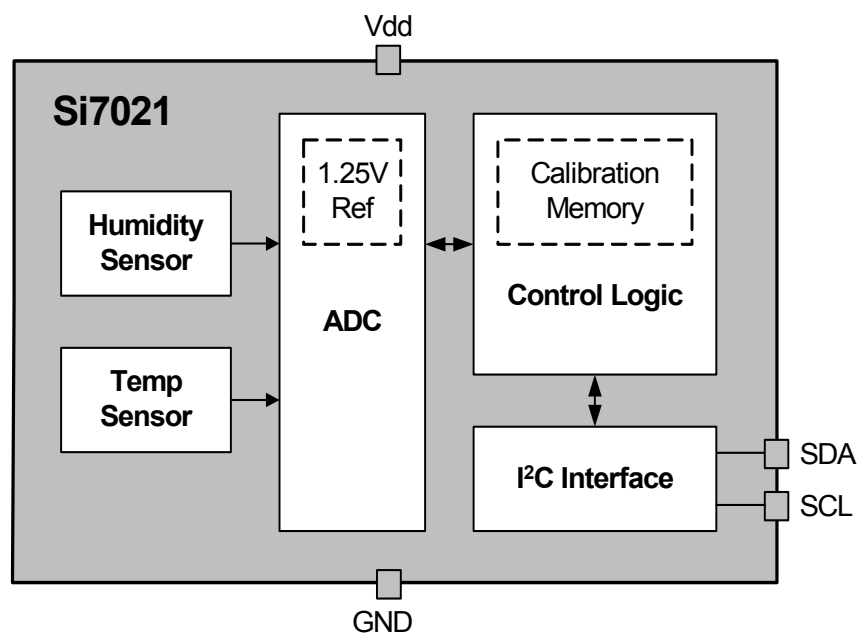 Vdd
Si7021
1.25V
Ref
Calibration
Memory
Humidity
Sensor
ADC
Control Logic
Temp
Sensor
I²C Interface
SDA
SCL
GND